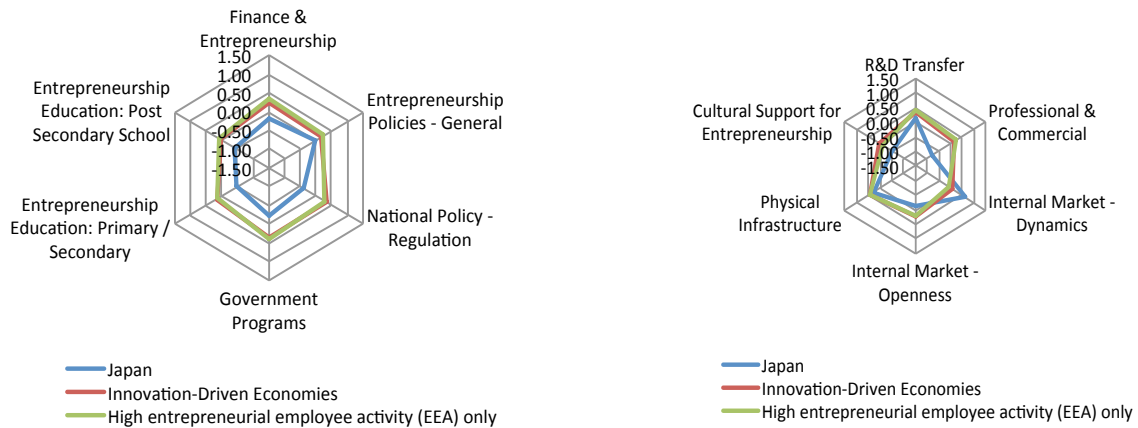 Finance &
Entrepreneurship
1.50
1.00
0.50
0.00
-0.50
-1.00
-1.50
Entrepreneurship
Policies - General
National Policy -
Regulation
Government
Programs
Entrepreneurship
Education: Primary /
Secondary
Entrepreneurship
Education: Post
Secondary School
Japan
Innovation-Driven Economies
High entrepreneurial employee activity (EEA) only
R&D Transfer
1.50
1.00
0.50
0.00
-0.50
-1.00
-1.50
Professional &
Commercial
Internal Market -
Dynamics
Internal Market -
Openness
Physical
Infrastructure
Cultural Support for
Entrepreneurship
Japan
Innovation-Driven Economies
High entrepreneurial employee activity (EEA) only